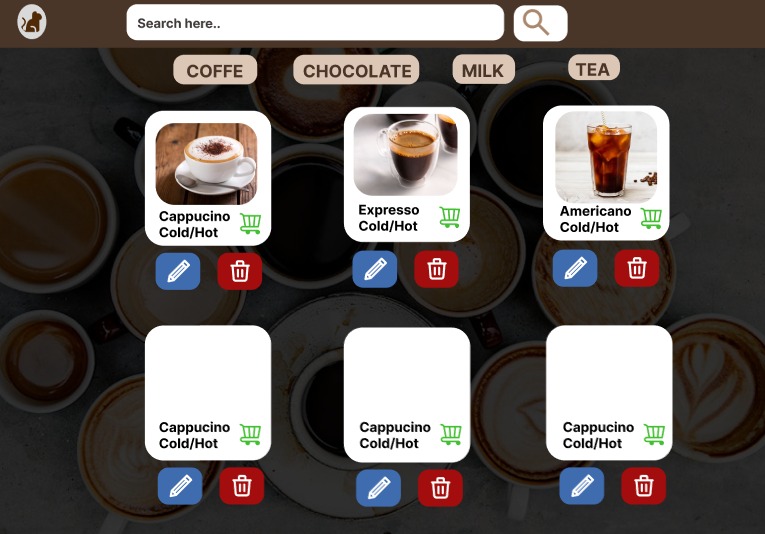 Search here..
COFFE
CHOCOLATE
MILK
TEA
Cappucino
Cold/Hot
Expresso
Cold/Hot
Americano
Cold/Hot
Cappucino
Cold/Hot
Cappucino
Cold/Hot
Cappucino
Cold/Hot